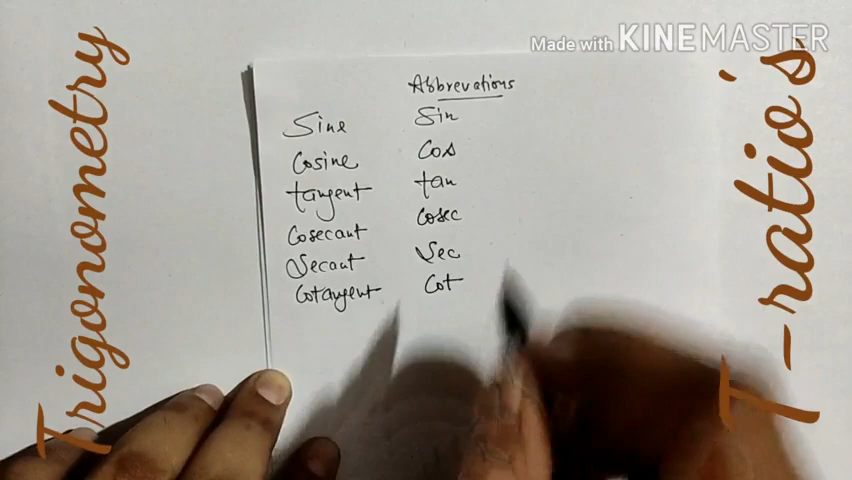 Made with KINEMASTER
Trigonometry
T-ratio's
Abbrevations
Sine Sin
Cosine Cos
tangent tan
Cosecant Cosec
Secant Sec
Cotangent Cot